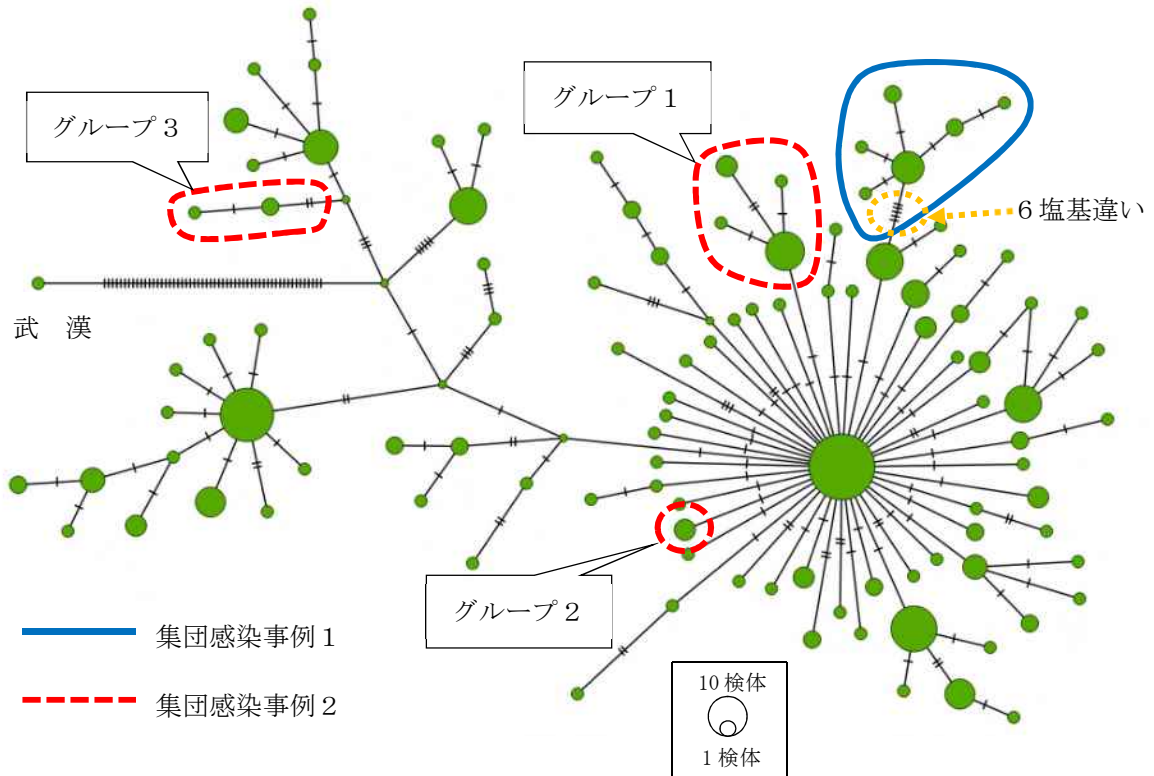 グループ１
グループ３
６塩基違い
武　漢
グループ２
集団感染事例１
集団感染事例２
10 検体
1 検体